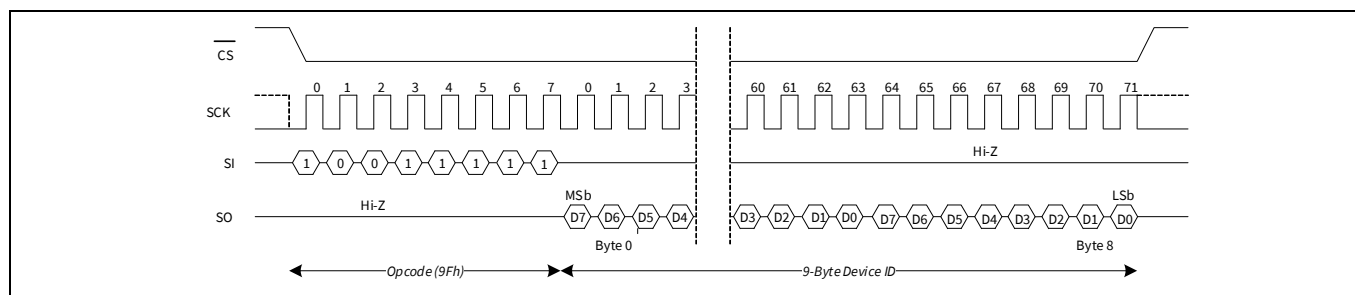 CS
0 1 2 3 4 5 6 7 0 1 2 3 60 61 62 63 64 65 66 67 68 69 70 71
SCK
Hi-Z
SI 1 0 0 1 1 1 1 1
MSb LSb
Hi-Z
SO D7 D6 D5 D4 D3 D2 D1 D0 D7 D6 D5 D4 D3 D2 D1 D0
Byte 0 Byte 8
Opcode (9Fh) 9-Byte Device ID